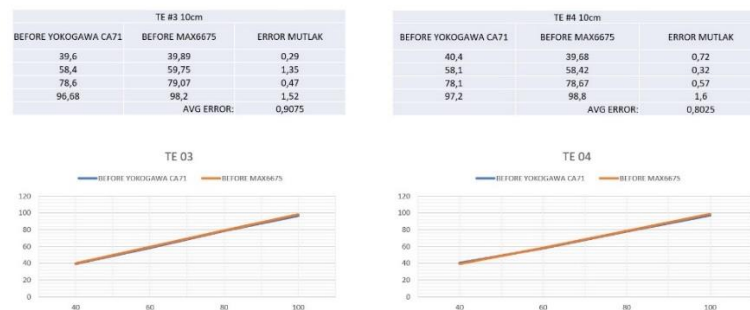 TE #3 10cm
BEFORE YOKOGAWA CA71 BEFORE MAX6675 ERROR MUTLAK
39,6 39,89 0,29
58,4 59,75 1,35
78,6 79,07 0,47
96,68 98,2 1,52
AVG ERROR: 0,9075
TE #4 10cm
BEFORE YOKOGAWA CA71 BEFORE MAX6675 ERROR MUTLAK
40,4 39,68 0,72
58,1 58,42 0,32
78,1 78,67 0,57
97,2 98,8 1,6
AVG ERROR: 0,8025
TE 03
BEFORE YOKOGAWA CA71 BEFORE MAX6675
120
100
80
60
40
20
0
40 60 80 100
TE 04
BEFORE YOKOGAWA CA71 BEFORE MAX6675
120
100
80
60
40
20
0
40 60 80 100